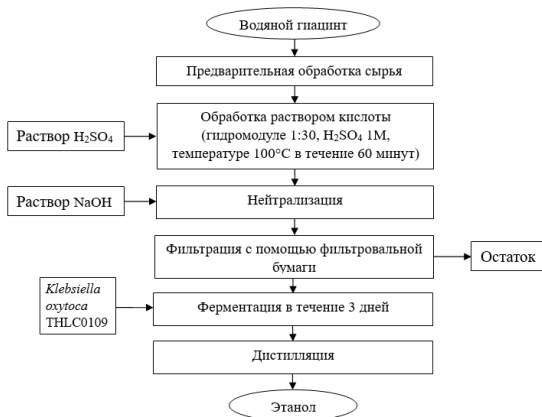 Водяной гиацинт
Предварительная обработка сырья
Раствор H₂SO₄
Обработка раствором кислоты
(гидромодуле 1:30, H₂SO₄ 1М,
температуре 100°С в течение 60 минут)
Раствор NaOH
Нейтрализация
Фильтрация с помощью фильтровальной
бумаги
Остаток
Klebsiella
oxytoca
THLC0109
Ферментация в течение 3 дней
Дистилляция
Этанол